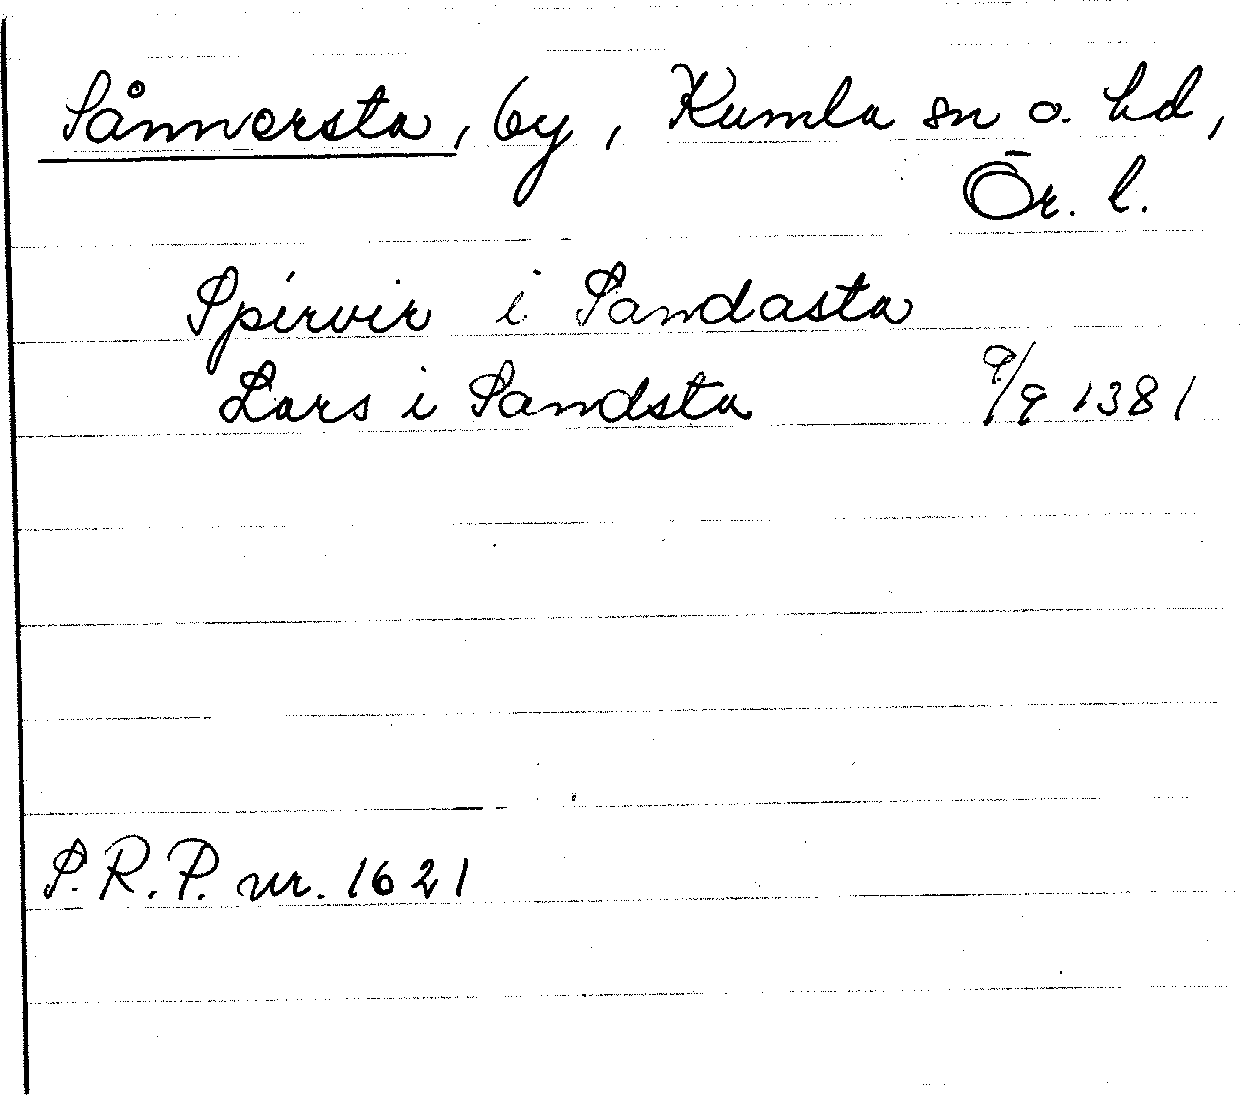 Sånnersta, by, Kumla sn o. hd,
Ör. l.
Spirvir i Sandasta
Lars i Sandsta 9/9 1381
S.R.P. nr. 1621